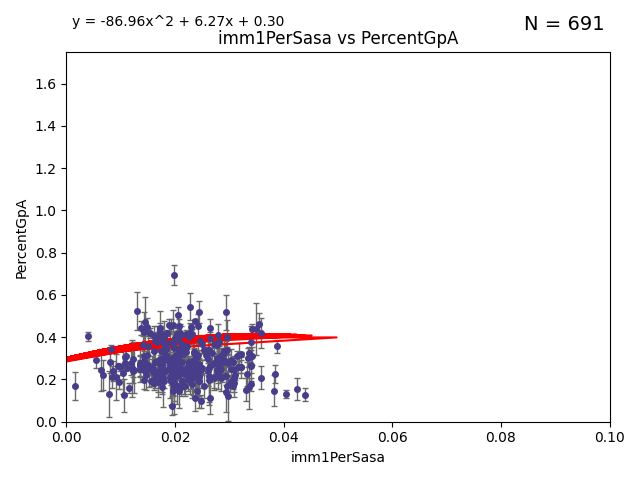 y = -86.96x^2 + 6.27x + 0.30
N = 691
imm1PerSasa vs PercentGpA
PercentGpA
1.6
1.4
1.2
1.0
0.8
0.6
0.4
0.2
0.0
0.00 0.02 0.04 0.06 0.08 0.10
imm1PerSasa